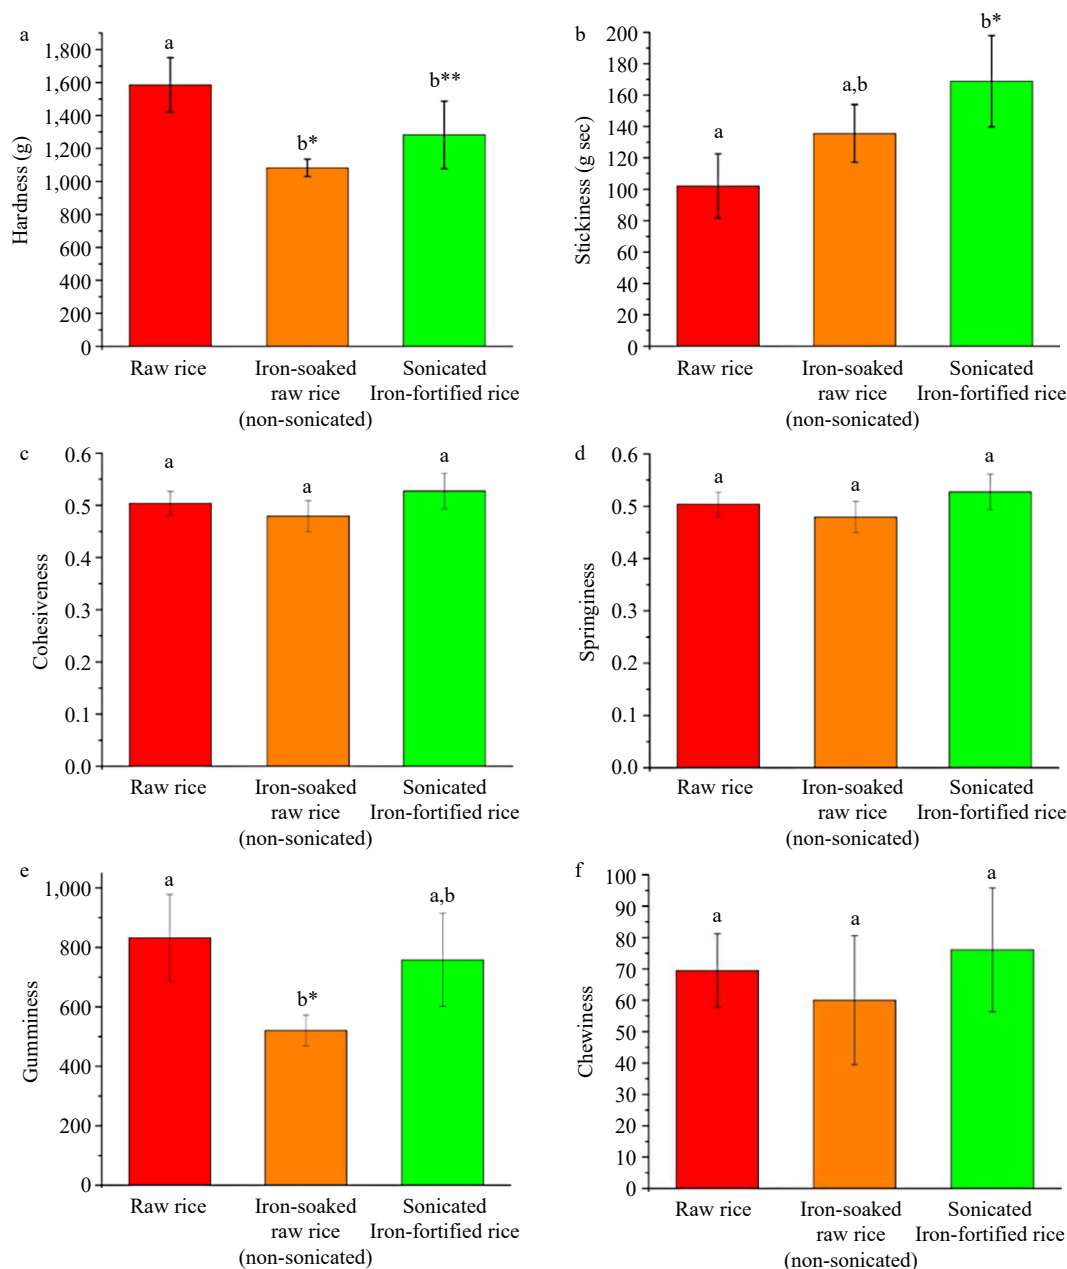 a
1,800
1,600
1,400
1,200
1,000
800
600
400
200
0
Hardness (g)
a
b*
b**
Raw rice
Iron-soaked
raw rice
(non-sonicated)
Sonicated
Iron-fortified rice
b
200
180
160
140
120
100
80
60
40
20
0
Stickiness (g sec)
a
a,b
b*
Raw rice
Iron-soaked
raw rice
(non-sonicated)
Sonicated
Iron-fortified rice
c
0.6
0.5
0.4
0.3
0.2
0.1
0.0
Cohesiveness
a
a
a
Raw rice
Iron-soaked
raw rice
(non-sonicated)
Sonicated
Iron-fortified rice
d
0.6
0.5
0.4
0.3
0.2
0.1
0.0
Springiness
a
a
a
Raw rice
Iron-soaked
raw rice
(non-sonicated)
Sonicated
Iron-fortified rice
e
1,000
800
600
400
200
0
Gumminess
a
b*
a,b
Raw rice
Iron-soaked
raw rice
(non-sonicated)
Sonicated
Iron-fortified rice
f
100
90
80
70
60
50
40
30
20
10
0
Chewiness
a
a
a
Raw rice
Iron-soaked
raw rice
(non-sonicated)
Sonicated
Iron-fortified rice